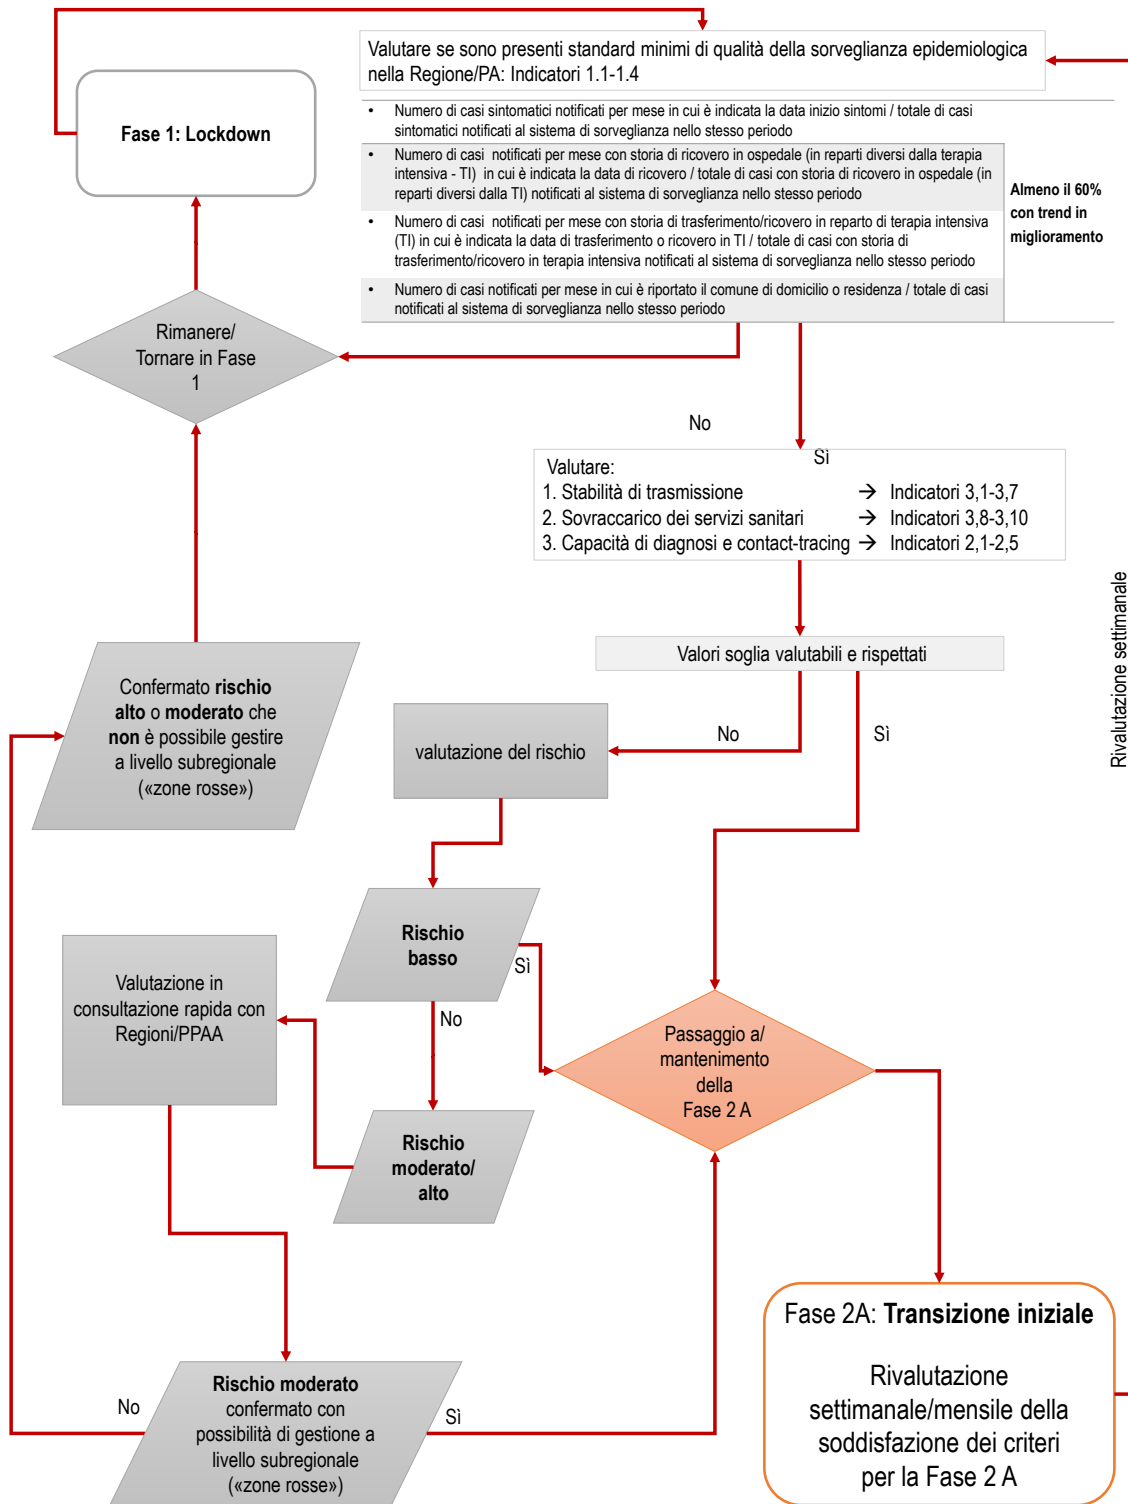 Valutare se sono presenti standard minimi di qualità della sorveglianza epidemiologica
nella Regione/PA: Indicatori 1.1-1.4
Fase 1: Lockdown
• Numero di casi sintomatici notificati per mese in cui è indicata la data inizio sintomi / totale di casi
sintomatici notificati al sistema di sorveglianza nello stesso periodo
• Numero di casi notificati per mese con storia di ricovero in ospedale (in reparti diversi dalla terapia
intensiva - TI) in cui è indicata la data di ricovero / totale di casi con storia di ricovero in ospedale (in
reparti diversi dalla TI) notificati al sistema di sorveglianza nello stesso periodo
• Numero di casi notificati per mese con storia di trasferimento/ricovero in reparto di terapia intensiva
(TI) in cui è indicata la data di trasferimento o ricovero in TI / totale di casi con storia di
trasferimento/ricovero in terapia intensiva notificati al sistema di sorveglianza nello stesso periodo
• Numero di casi notificati per mese in cui è riportato il comune di domicilio o residenza / totale di casi
notificati al sistema di sorveglianza nello stesso periodo
Almeno il 60%
con trend in
miglioramento
Rimanere/
Tornare in Fase
1
No
Sì
Valutare:
1. Stabilità di trasmissione → Indicatori 3,1-3,7
2. Sovraccarico dei servizi sanitari → Indicatori 3,8-3,10
3. Capacità di diagnosi e contact-tracing → Indicatori 2,1-2,5
Rivalutazione settimanale
Valori soglia valutabili e rispettati
Confermato rischio
alto o moderato che
non è possibile gestire
a livello subregionale
(«zone rosse»)
No
Sì
valutazione del rischio
Rischio
basso
Sì
No
Valutazione in
consultazione rapida con
Regioni/PPAA
Passaggio a/
mantenimento
della
Fase 2 A
Rischio
moderato/
alto
Fase 2A: Transizione iniziale
Rivalutazione
settimanale/mensile della
soddisfazione dei criteri
per la Fase 2 A
Rischio moderato
confermato con
possibilità di gestione a
livello subregionale
(«zone rosse»)
No
Sì